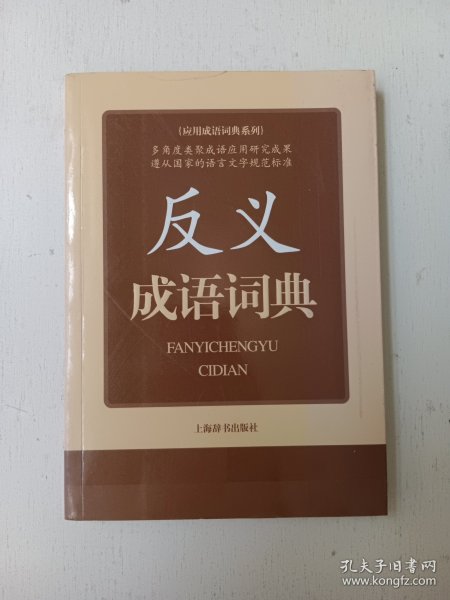 (应用成语词典系列)
多角度类聚成语应用研究成果
遵从国家的语言文字规范标准
反义
成语词典
FANYICHENGYU
CIDIAN
上海辞书出版社
孔夫子旧书网
www.kongfz.com